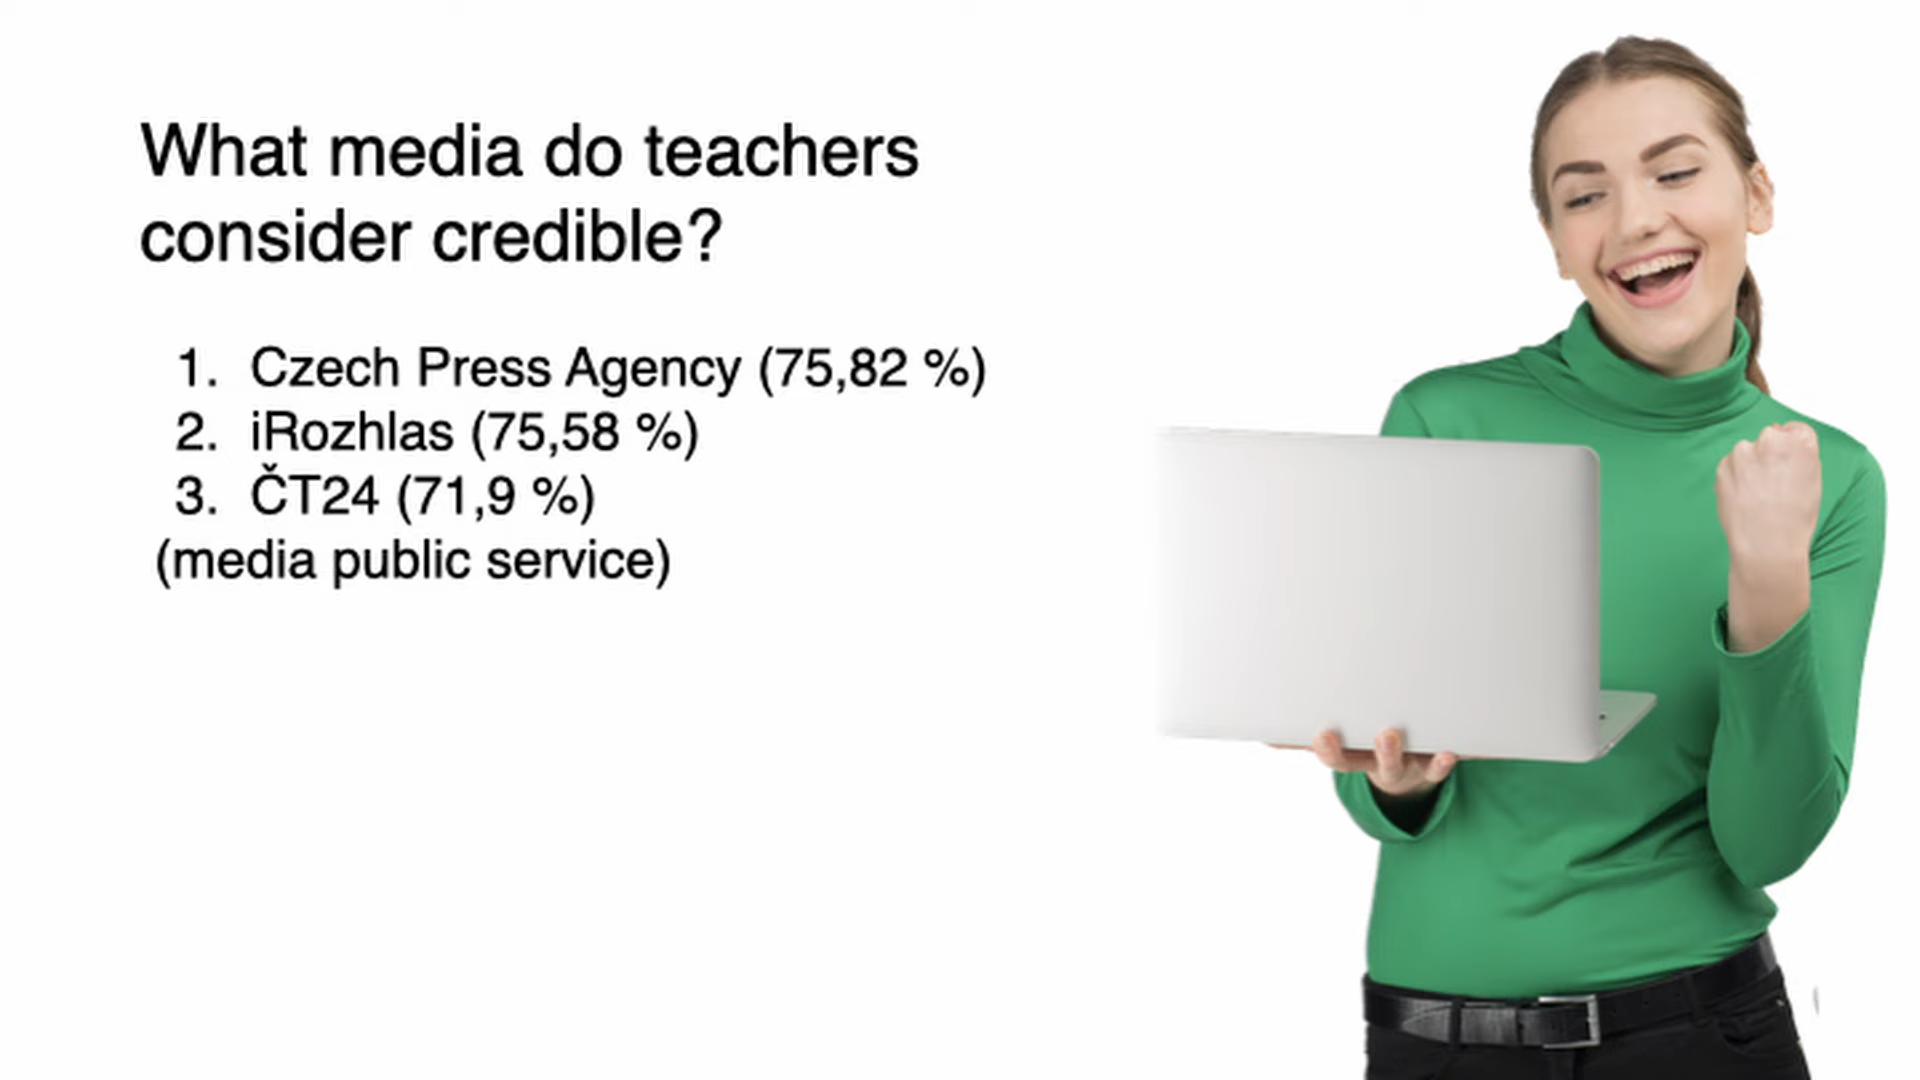 What media do teachers
consider credible?
1. Czech Press Agency (75,82 %)
2. iRozhlas (75,58 %)
3. ČT24 (71,9 %)
(media public service)